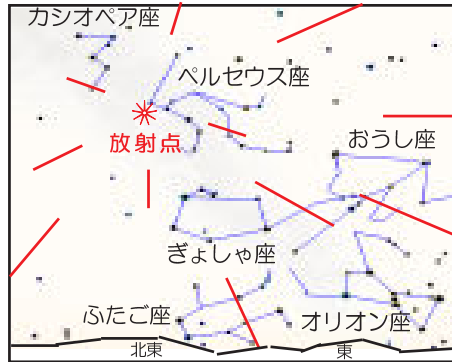 カシオペア座
ペルセウス座
放射点
おうし座
ぎょしゃ座
ふたご座
オリオン座
北東
東